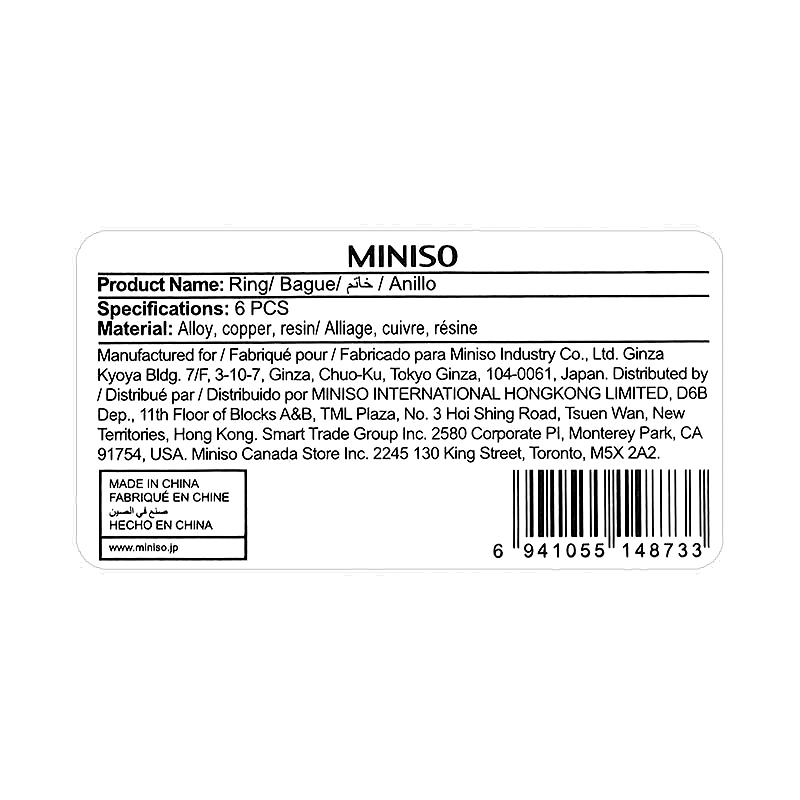 MINISO
Product Name: Ring/ Bague/ خاتم / Anillo
Specifications: 6 PCS
Material: Alloy, copper, resin/ Alliage, cuivre, résine
Manufactured for / Fabriqué pour / Fabricado para Miniso Industry Co., Ltd. Ginza
Kyoya Bldg. 7/F, 3-10-7, Ginza, Chuo-Ku, Tokyo Ginza, 104-0061, Japan. Distributed by
/ Distribué par / Distribuido por MINISO INTERNATIONAL HONGKONG LIMITED, D6B
Dep., 11th Floor of Blocks A&B, TML Plaza, No. 3 Hoi Shing Road, Tsuen Wan, New
Territories, Hong Kong. Smart Trade Group Inc. 2580 Corporate Pl, Monterey Park, CA
91754, USA. Miniso Canada Store Inc. 2245 130 King Street, Toronto, M5X 2A2.
MADE IN CHINA
FABRIQUÉ EN CHINE
صنع في الصين
HECHO EN CHINA
www.miniso.jp
6 941055 148733